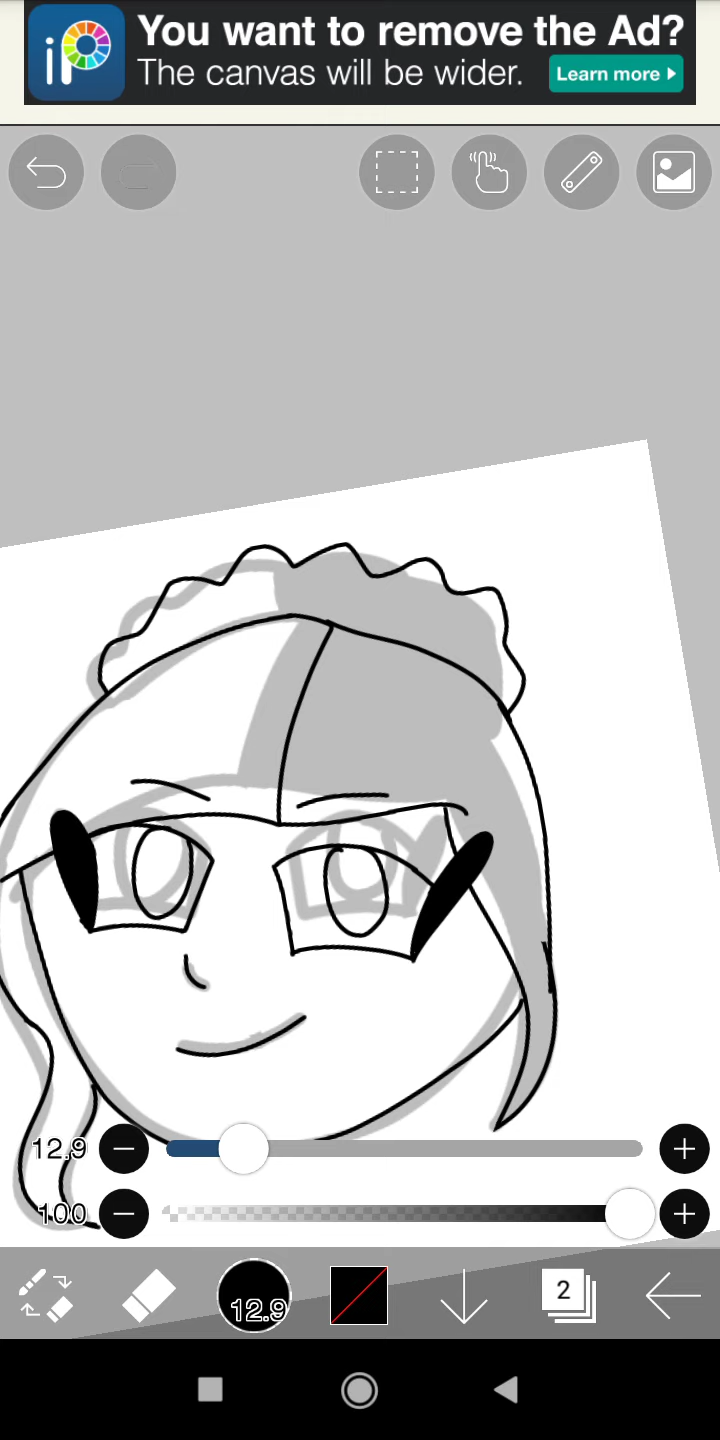 iP
You want to remove the Ad?
The canvas will be wider.
Learn more
12.9
100
12.9
2